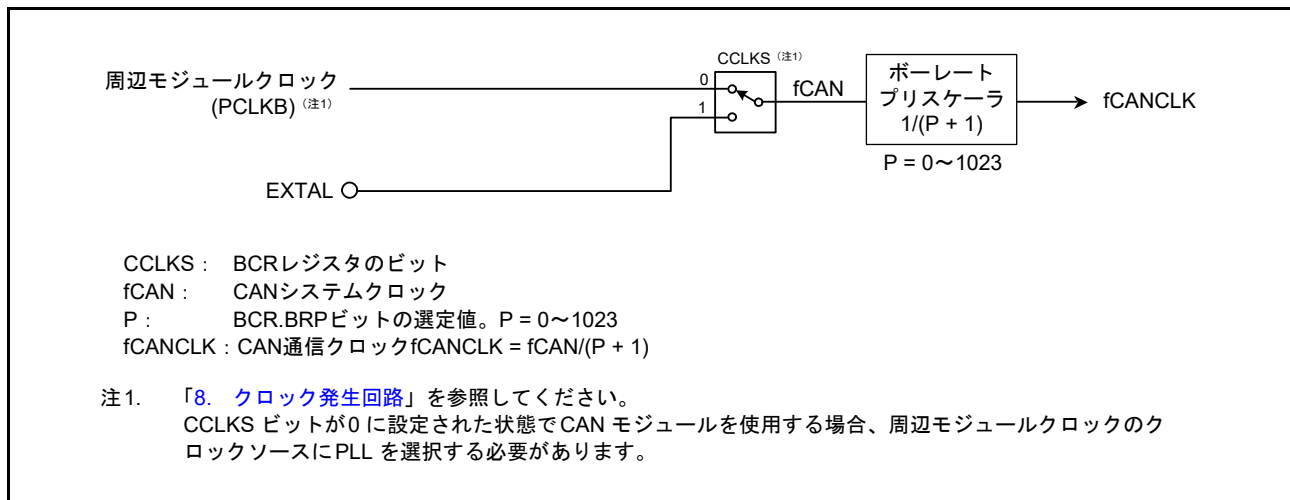 周辺モジュールクロック
(PCLKB)（注1）
CCLKS（注1）
0
1
fCAN
ボーレート
プリスケーラ
1/(P + 1)
fCANCLK
P = 0～1023
EXTAL
CCLKS： BCRレジスタのビット
fCAN： CANシステムクロック
P： BCR.BRPビットの選定値。P = 0～1023
fCANCLK：CAN通信クロックfCANCLK = fCAN/(P + 1)
注1. 「8. クロック発生回路」を参照してください。
CCLKS ビットが0 に設定された状態でCAN モジュールを使用する場合、周辺モジュールクロックのク
ロックソースにPLL を選択する必要があります。